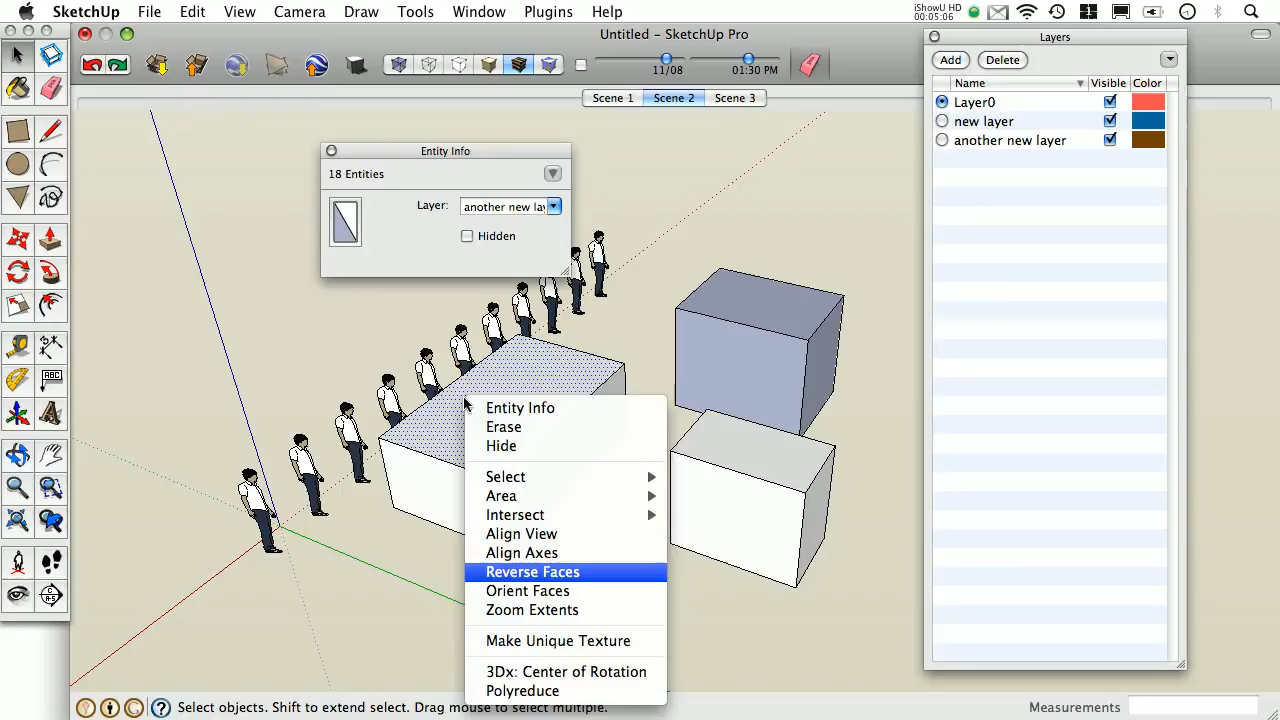 SketchUp File Edit View Camera Draw Tools Window Plugins Help
iShowU HD
00:05:06
Untitled - SketchUp Pro
11/08 01:30 PM
Scene 1 Scene 2 Scene 3
Layers
Add Delete
Name Visible Color
Layer0
new layer
another new layer
Entity Info
18 Entities
Layer: another new lay
Hidden
ABC
Entity Info
Erase
Hide
Select
Area
Intersect
Align View
Align Axes
Reverse Faces
Orient Faces
Zoom Extents
Make Unique Texture
3Dx: Center of Rotation
Polyreduce
Select objects. Shift to extend select. Drag mouse to select multiple.
Measurements